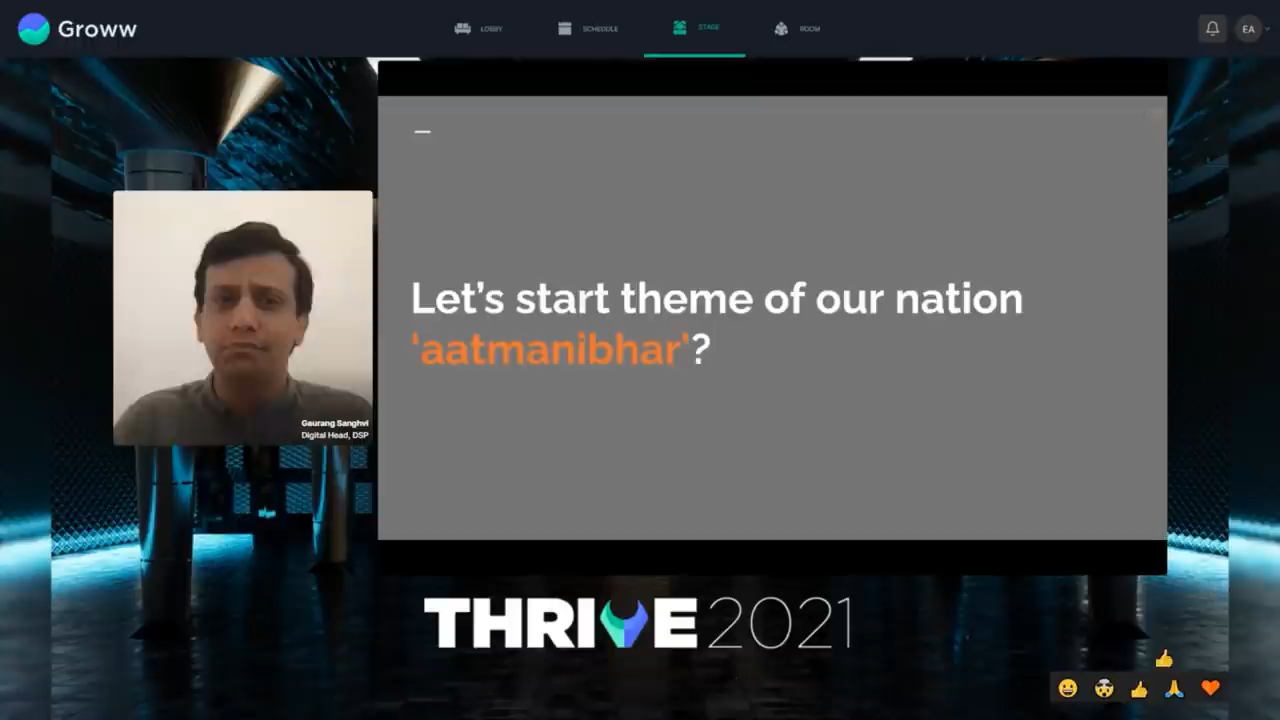 Groww
LOBBY
SCHEDULE
STAGE
ROOM
EA
Let's start theme of our nation
'aatmanibhar'?
Gaurang Sanghvi
Digital Head, DSP
THRIVE 2021